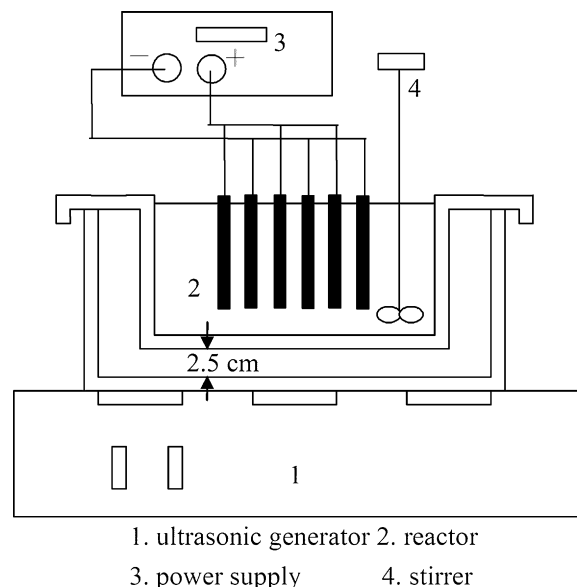 − +
3
4
2
2.5 cm
1
1. ultrasonic generator 2. reactor
3. power supply 4. stirrer